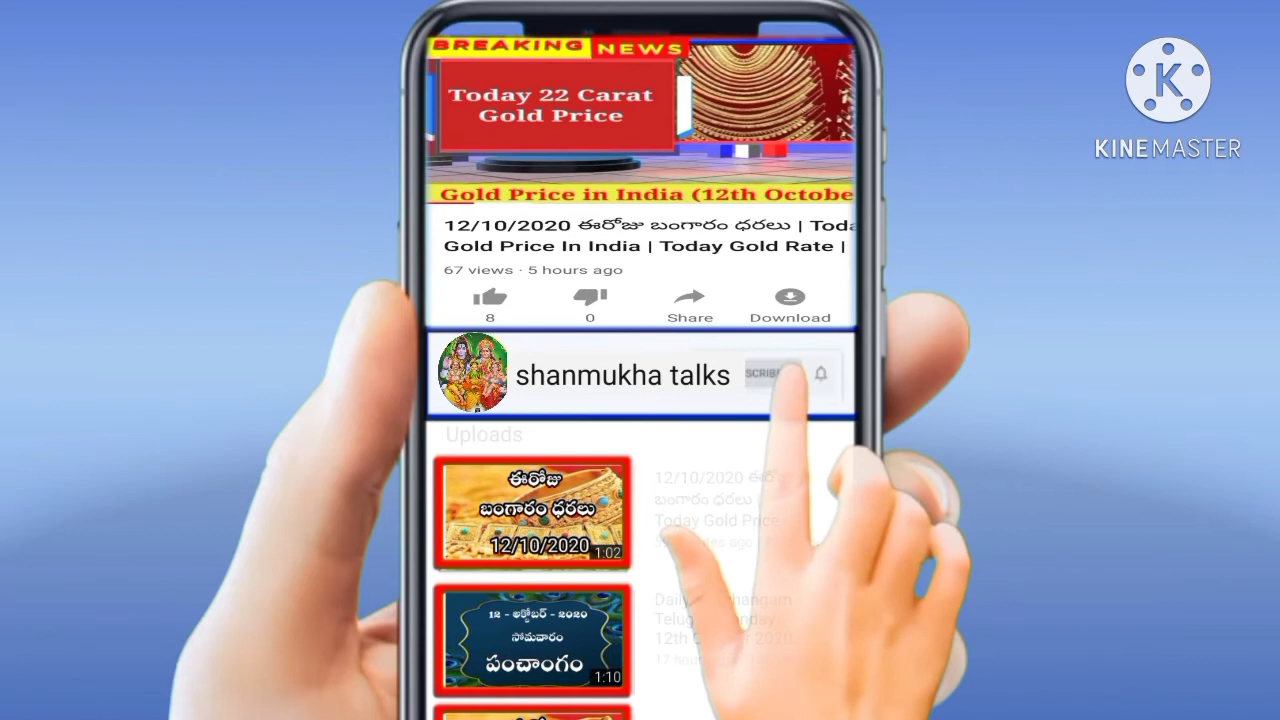 BREAKING NEWS
Today 22 Carat
Gold Price
Gold Price in India (12th Octobe
12/10/2020 ఈరోజు బంగారం ధరలు | Toda
Gold Price In India | Today Gold Rate |
67 views · 5 hours ago
8
0
Share
Download
shanmukha talks
SCRIB
Uploads
ఈరోజు
బంగారం ధరలు
12/10/2020
1:02
12/10/2020
బంగారం ధరలు |
Today Gold Price
12 - అక్టోబర్ - 2020
సోమవారం
పంచాంగం
1:10
K
KINEMASTER